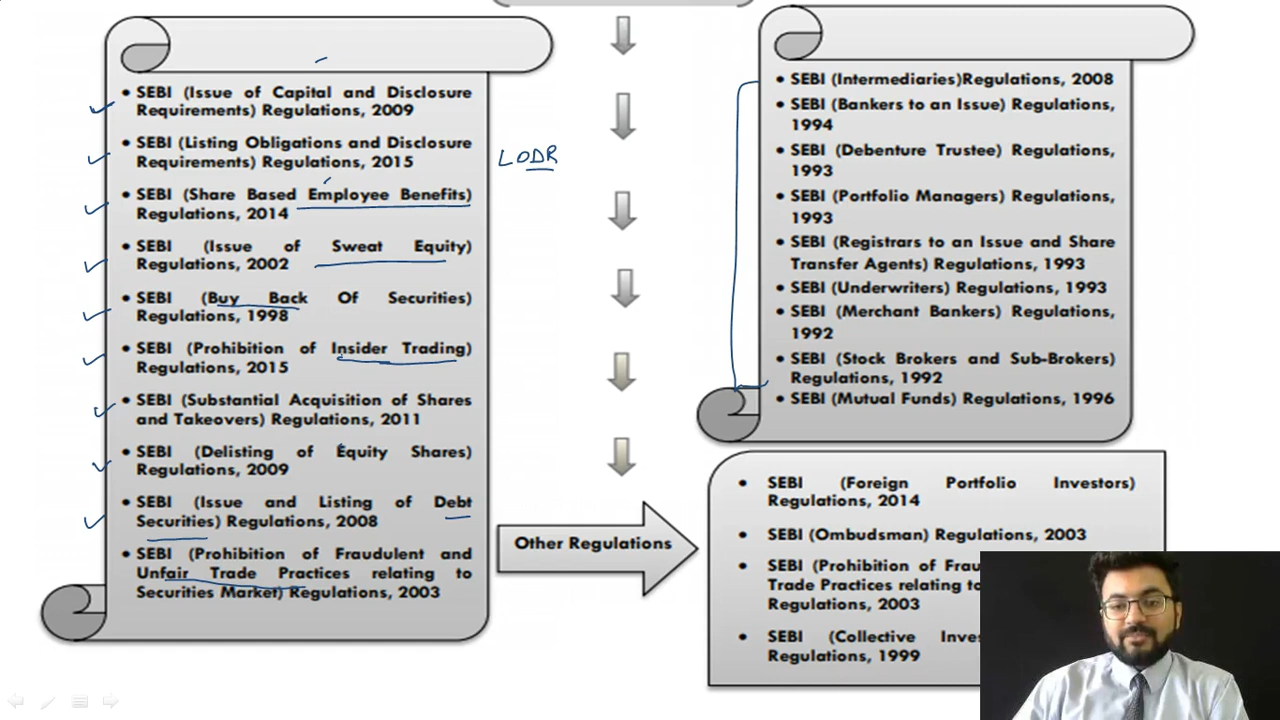 • SEBI (Issue of Capital and Disclosure
Requirements) Regulations, 2009
• SEBI (Listing Obligations and Disclosure
Requirements) Regulations, 2015
• SEBI (Share Based Employee Benefits)
Regulations, 2014
• SEBI (Issue of Sweat Equity)
Regulations, 2002
• SEBI (Buy Back Of Securities)
Regulations, 1998
• SEBI (Prohibition of Insider Trading)
Regulations, 2015
• SEBI (Substantial Acquisition of Shares
and Takeovers) Regulations, 2011
• SEBI (Delisting of Equity Shares)
Regulations, 2009
• SEBI (Issue and Listing of Debt
Securities) Regulations, 2008
• SEBI (Prohibition of Fraudulent and
Unfair Trade Practices relating to
Securities Market) Regulations, 2003
LODR
Other Regulations
• SEBI (Intermediaries)Regulations, 2008
• SEBI (Bankers to an Issue) Regulations,
1994
• SEBI (Debenture Trustee) Regulations,
1993
• SEBI (Portfolio Managers) Regulations,
1993
• SEBI (Registrars to an Issue and Share
Transfer Agents) Regulations, 1993
• SEBI (Underwriters) Regulations, 1993
• SEBI (Merchant Bankers) Regulations,
1992
• SEBI (Stock Brokers and Sub-Brokers)
Regulations, 1992
• SEBI (Mutual Funds) Regulations, 1996
• SEBI (Foreign Portfolio Investors)
Regulations, 2014
• SEBI (Ombudsman) Regulations, 2003
• SEBI (Prohibition of
Trade Practices relating
Regulations, 2003
• SEBI (Collective
Regulations, 1999